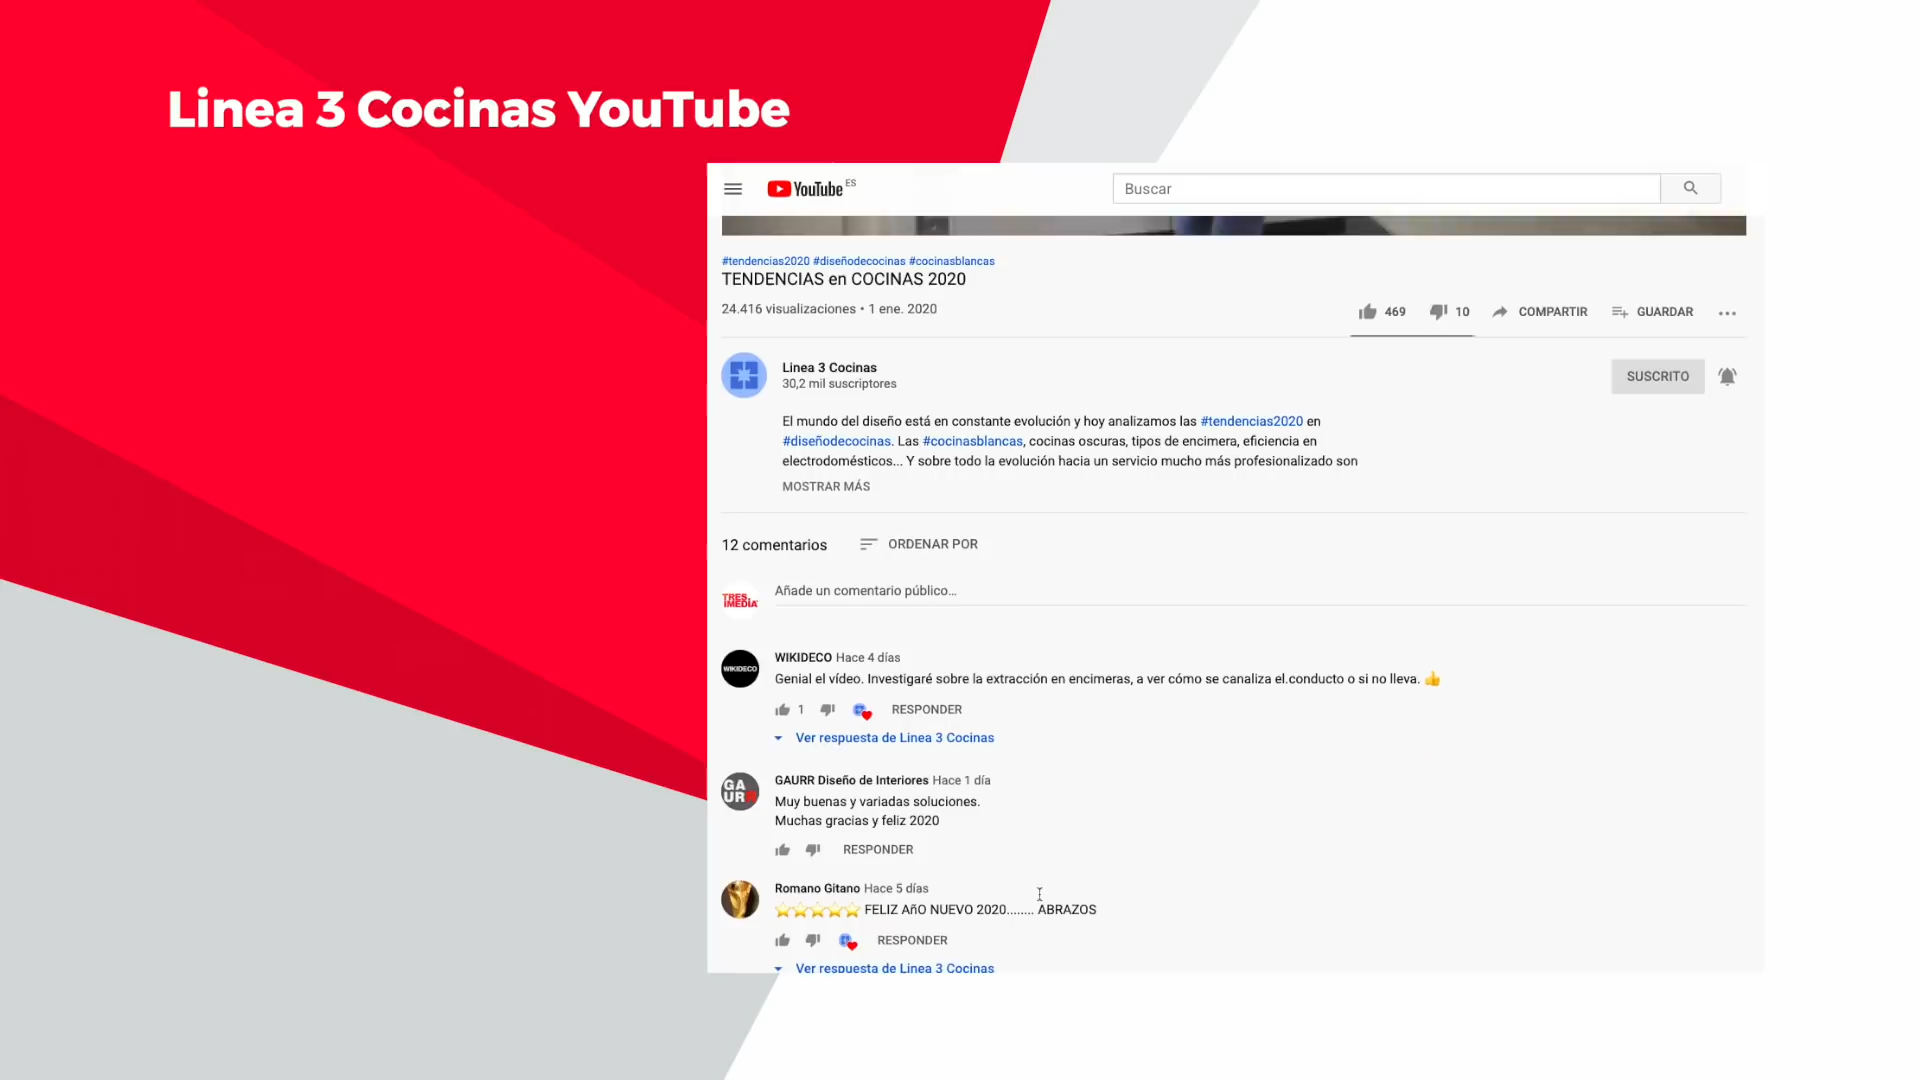 Linea 3 Cocinas YouTube
YouTube ES
Buscar
#tendencias2020 #diseñodecocinas #cocinasblancas
TENDENCIAS en COCINAS 2020
24.416 visualizaciones • 1 ene. 2020
469 10 COMPARTIR GUARDAR
Linea 3 Cocinas
30,2 mil suscriptores
SUSCRITO
El mundo del diseño está en constante evolución y hoy analizamos las #tendencias2020 en
#diseñodecocinas. Las #cocinasblancas, cocinas oscuras, tipos de encimera, eficiencia en
electrodomésticos... Y sobre todo la evolución hacia un servicio mucho más profesionalizado son
MOSTRAR MÁS
12 comentarios ORDENAR POR
TRES
IMEDIA
Añade un comentario público...
WIKIDECO
WIKIDECO Hace 4 días
Genial el vídeo. Investigaré sobre la extracción en encimeras, a ver cómo se canaliza el.conducto o si no lleva. 👍
1 RESPONDER
Ver respuesta de Linea 3 Cocinas
GA
UR
GAURR Diseño de Interiores Hace 1 día
Muy buenas y variadas soluciones.
Muchas gracias y feliz 2020
RESPONDER
Romano Gitano Hace 5 días
⭐⭐⭐⭐⭐ FELIZ AñO NUEVO 2020........ ABRAZOS
RESPONDER
Ver respuesta de Linea 3 Cocinas